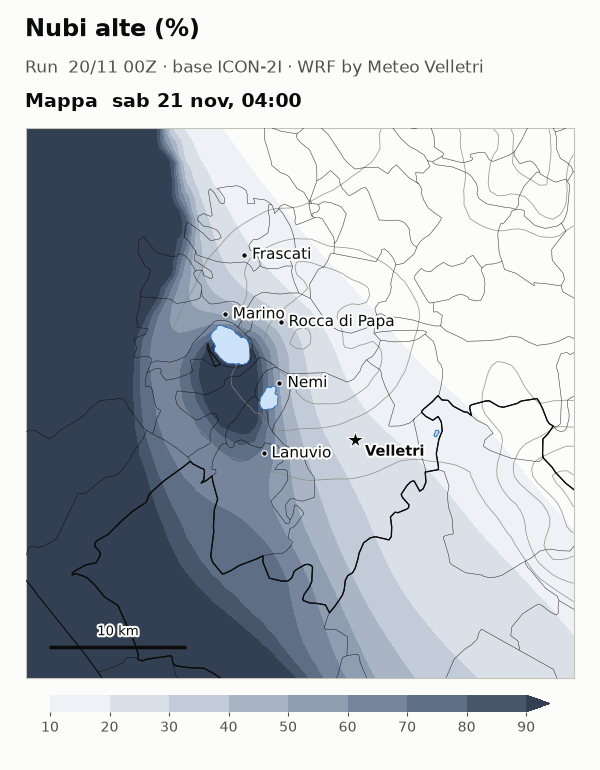 Nubi alte (%)
Run  20/11 00Z · base ICON-2I · WRF by Meteo Velletri
Mappa  sab 21 nov, 04:00
Frascati
Marino
Rocca di Papa
Nemi
Velletri
Lanuvio
10 km
10 20 30 40 50 60 70 80 90